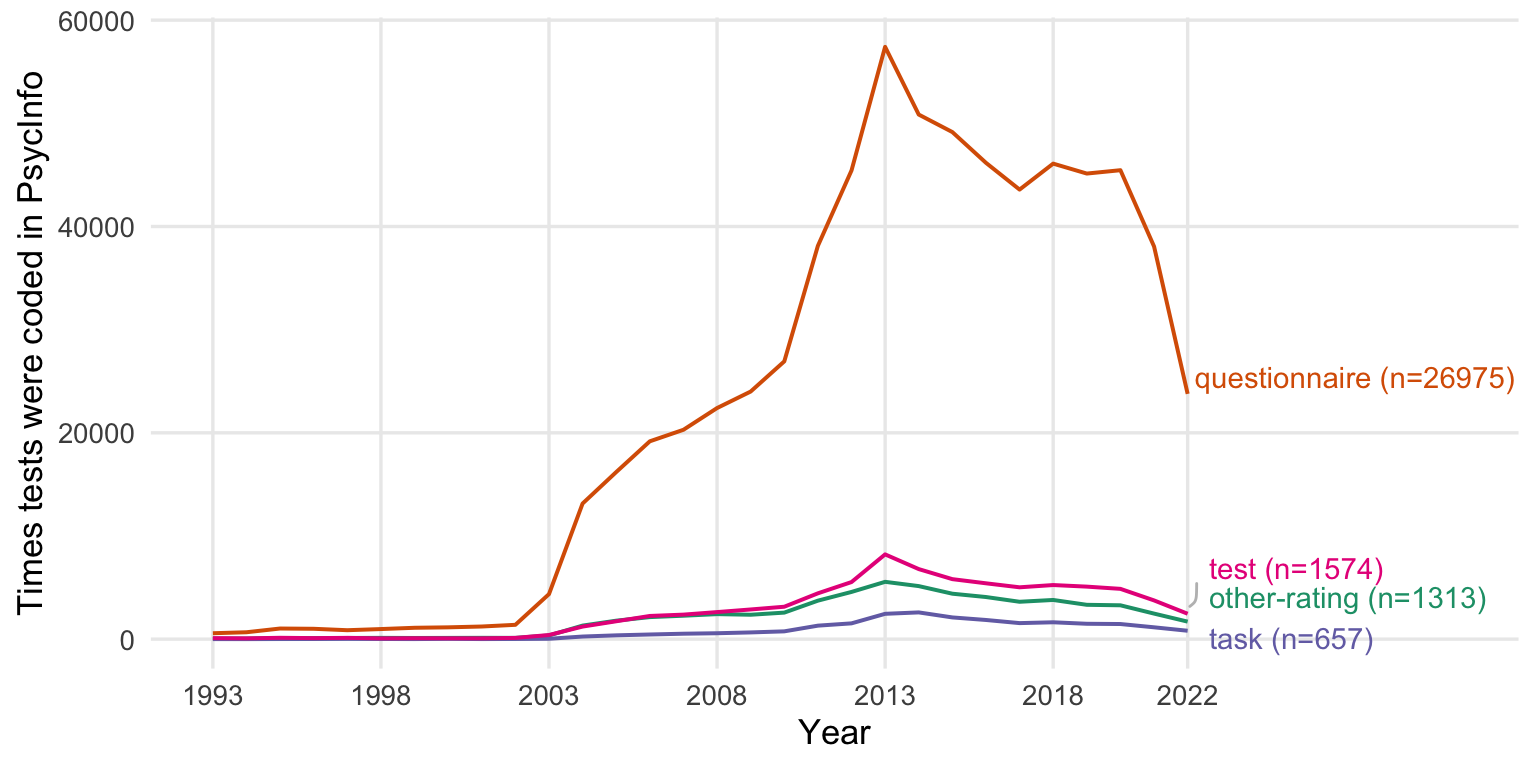 Times tests were coded in PsycInfo
60000
40000
20000
0
questionnaire (n=26975)
test (n=1574)
other-rating (n=1313)
task (n=657)
1993 1998 2003 2008 2013 2018 2022
Year